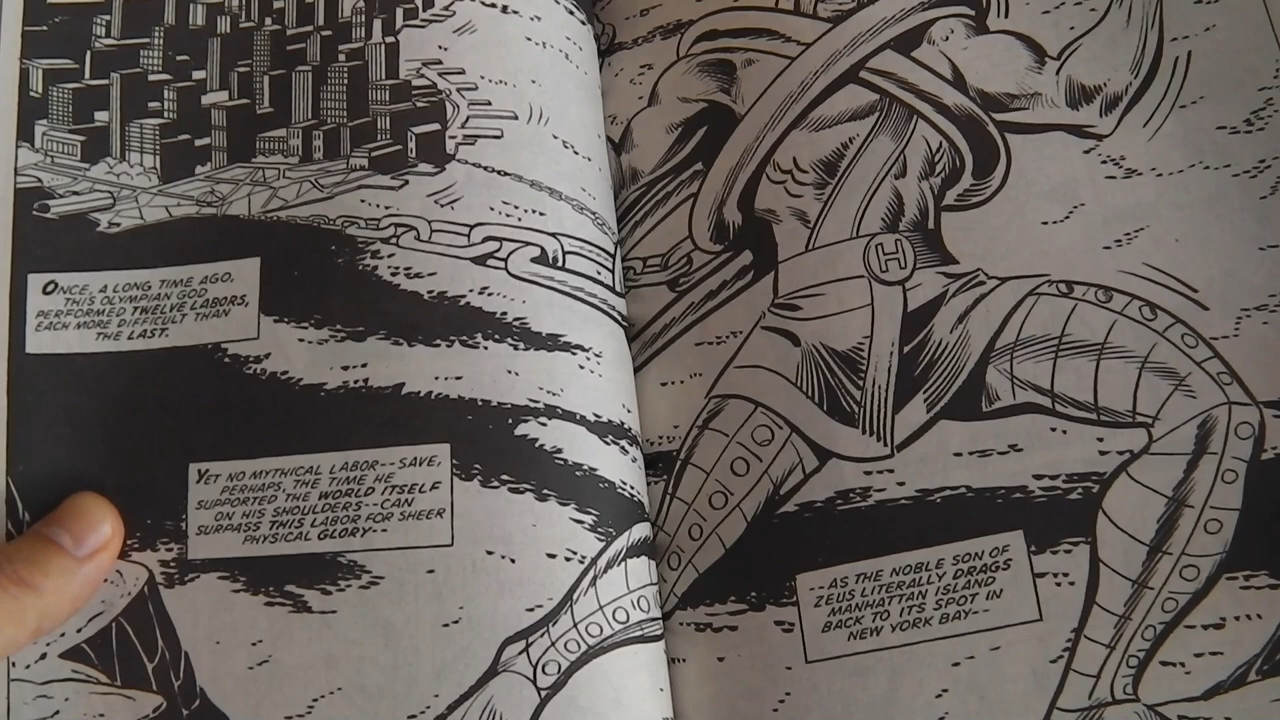 ONCE, A LONG TIME AGO,
THIS OLYMPIAN GOD
PERFORMED TWELVE LABORS,
EACH MORE DIFFICULT THAN
THE LAST.
YET NO MYTHICAL LABOR--SAVE,
PERHAPS, THE TIME HE
SUPPORTED THE WORLD ITSELF
ON HIS SHOULDERS--CAN
SURPASS THIS LABOR FOR SHEER
PHYSICAL GLORY--
H
--AS THE NOBLE SON OF
ZEUS LITERALLY DRAGS
MANHATTAN ISLAND
BACK TO ITS SPOT IN
NEW YORK BAY--